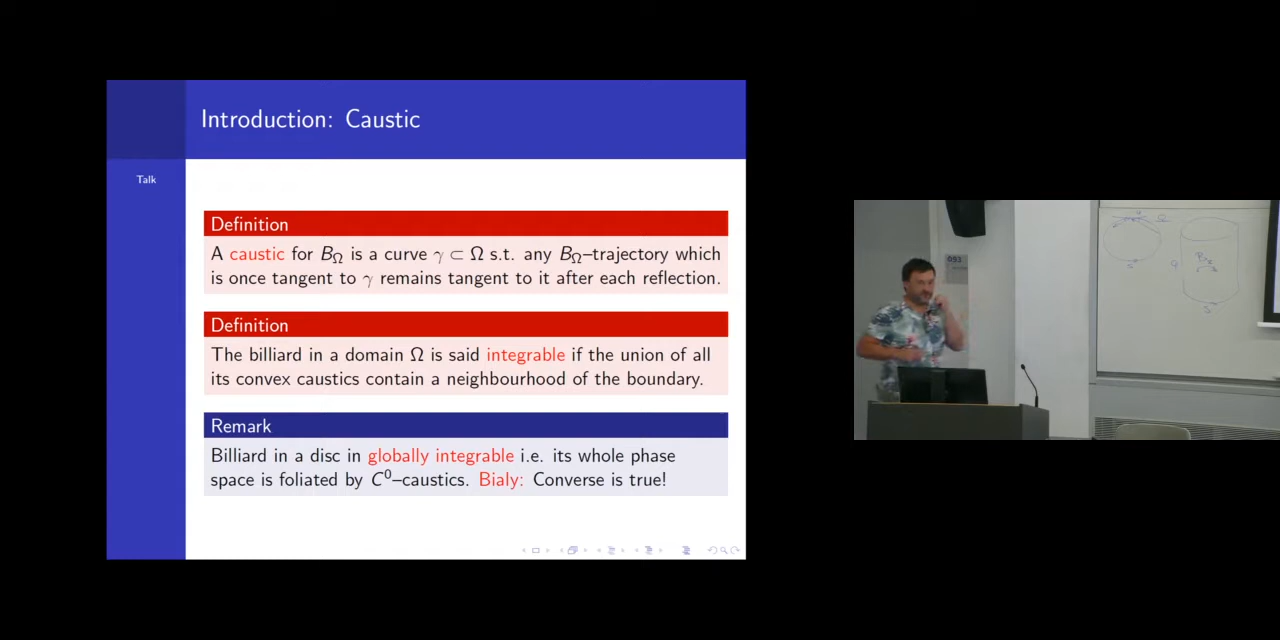 Introduction: Caustic
Talk
Definition
A caustic for B_Ω is a curve γ ⊂ Ω s.t. any B_Ω–trajectory which
is once tangent to γ remains tangent to it after each reflection.
Definition
The billiard in a domain Ω is said integrable if the union of all
its convex caustics contain a neighbourhood of the boundary.
Remark
Billiard in a disc in globally integrable i.e. its whole phase
space is foliated by C⁰–caustics. Bialy: Converse is true!
093